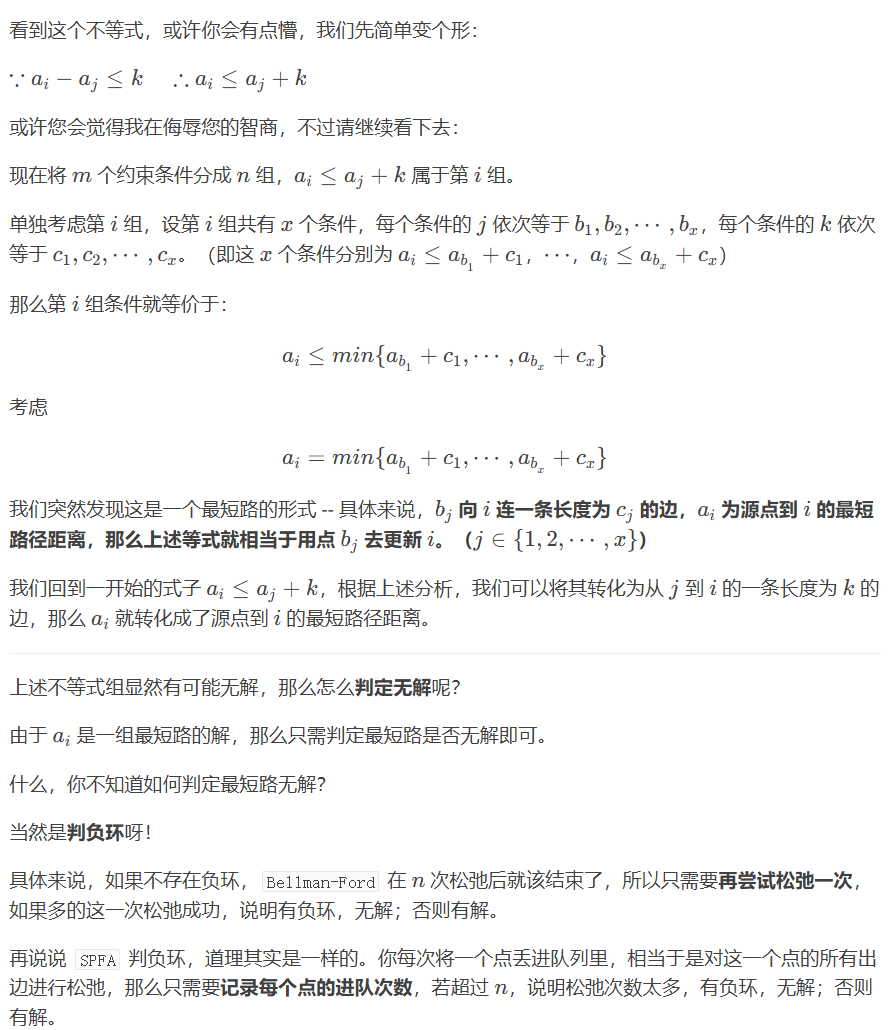 看到这个不等式，或许你会有点懵，我们先简单变个形：
∵ a_i − a_j ≤ k  ∴ a_i ≤ a_j + k
或许您会觉得我在侮辱您的智商，不过请继续看下去：
现在将 m 个约束条件分成 n 组，a_i ≤ a_j + k 属于第 i 组。
单独考虑第 i 组，设第 i 组共有 x 个条件，每个条件的 j 依次等于 b_1, b_2, ⋯, b_x，每个条件的 k 依次
等于 c_1, c_2, ⋯, c_x。（即这 x 个条件分别为 a_i ≤ a_{b_1} + c_1，⋯，a_i ≤ a_{b_x} + c_x）
那么第 i 组条件就等价于：
a_i ≤ min{a_{b_1} + c_1, ⋯, a_{b_x} + c_x}
考虑
a_i = min{a_{b_1} + c_1, ⋯, a_{b_x} + c_x}
我们突然发现这是一个最短路的形式 -- 具体来说，b_j 向 i 连一条长度为 c_j 的边，a_i 为源点到 i 的最短
路径距离，那么上述等式就相当于用点 b_j 去更新 i。（j ∈ {1, 2, ⋯, x}）
我们回到一开始的式子 a_i ≤ a_j + k，根据上述分析，我们可以将其转化为从 j 到 i 的一条长度为 k 的
边，那么 a_i 就转化成了源点到 i 的最短路径距离。
上述不等式组显然有可能无解，那么怎么判定无解呢？
由于 a_i 是一组最短路的解，那么只需判定最短路是否无解即可。
什么，你不知道如何判定最短路无解？
当然是判负环呀！
具体来说，如果不存在负环， Bellman-Ford 在 n 次松弛后就该结束了，所以只需要再尝试松弛一次，
如果多的这一次松弛成功，说明有负环，无解；否则有解。
再说说 SPFA 判负环，道理其实是一样的。你每次将一个点丢进队列里，相当于是对这一个点的所有出
边进行松弛，那么只需要记录每个点的进队次数，若超过 n，说明松弛次数太多，有负环，无解；否则
有解。